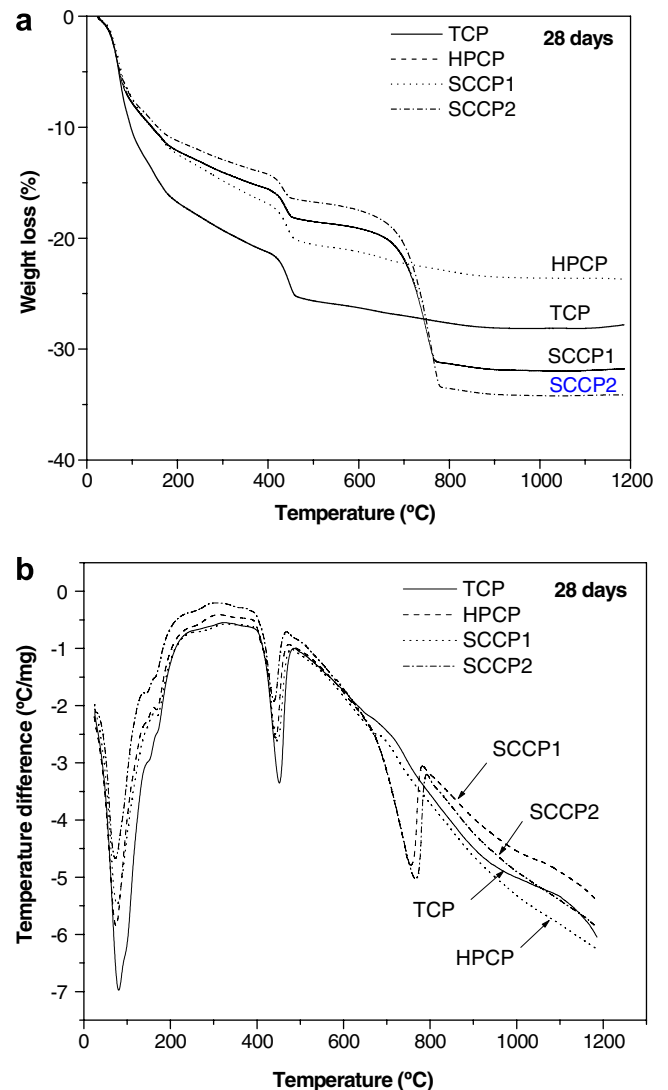 a
28 days
TCP
HPCP
SCCP1
SCCP2
0
-10
-20
-30
-40
Weight loss (%)
HPCP
TCP
SCCP1
SCCP2
0 200 400 600 800 1000 1200
Temperature (ºC)
b
28 days
TCP
HPCP
SCCP1
SCCP2
0
-1
-2
-3
-4
-5
-6
-7
Temperature difference (ºC/mg)
SCCP1
SCCP2
TCP
HPCP
0 200 400 600 800 1000 1200
Temperature (ºC)